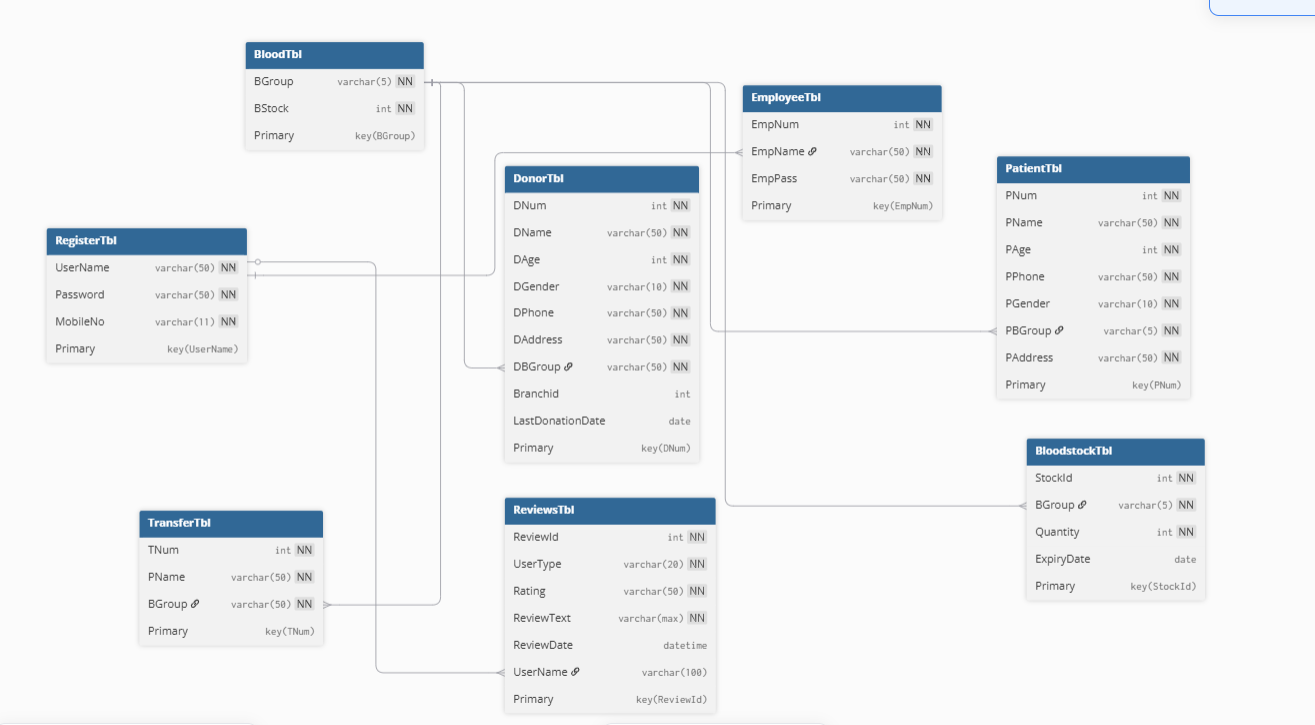 BloodTbl
BGroup varchar(5) NN
BStock int NN
Primary key(BGroup)
EmployeeTbl
EmpNum int NN
EmpName varchar(50) NN
EmpPass varchar(50) NN
Primary key(EmpNum)
DonorTbl
DNum int NN
DName varchar(50) NN
DAge int NN
DGender varchar(10) NN
DPhone varchar(50) NN
DAddress varchar(50) NN
DBGroup varchar(50) NN
Branchid int
LastDonationDate date
Primary key(DNum)
PatientTbl
PNum int NN
PName varchar(50) NN
PAge int NN
PPhone varchar(50) NN
PGender varchar(10) NN
PBGroup varchar(5) NN
PAddress varchar(50) NN
Primary key(PNum)
RegisterTbl
UserName varchar(50) NN
Password varchar(50) NN
MobileNo varchar(11) NN
Primary key(UserName)
BloodstockTbl
StockId int NN
BGroup varchar(5) NN
Quantity int NN
ExpiryDate date
Primary key(StockId)
TransferTbl
TNum int NN
PName varchar(50) NN
BGroup varchar(50) NN
Primary key(TNum)
ReviewsTbl
ReviewId int NN
UserType varchar(20) NN
Rating varchar(50) NN
ReviewText varchar(max) NN
ReviewDate datetime
UserName varchar(100)
Primary key(ReviewId)